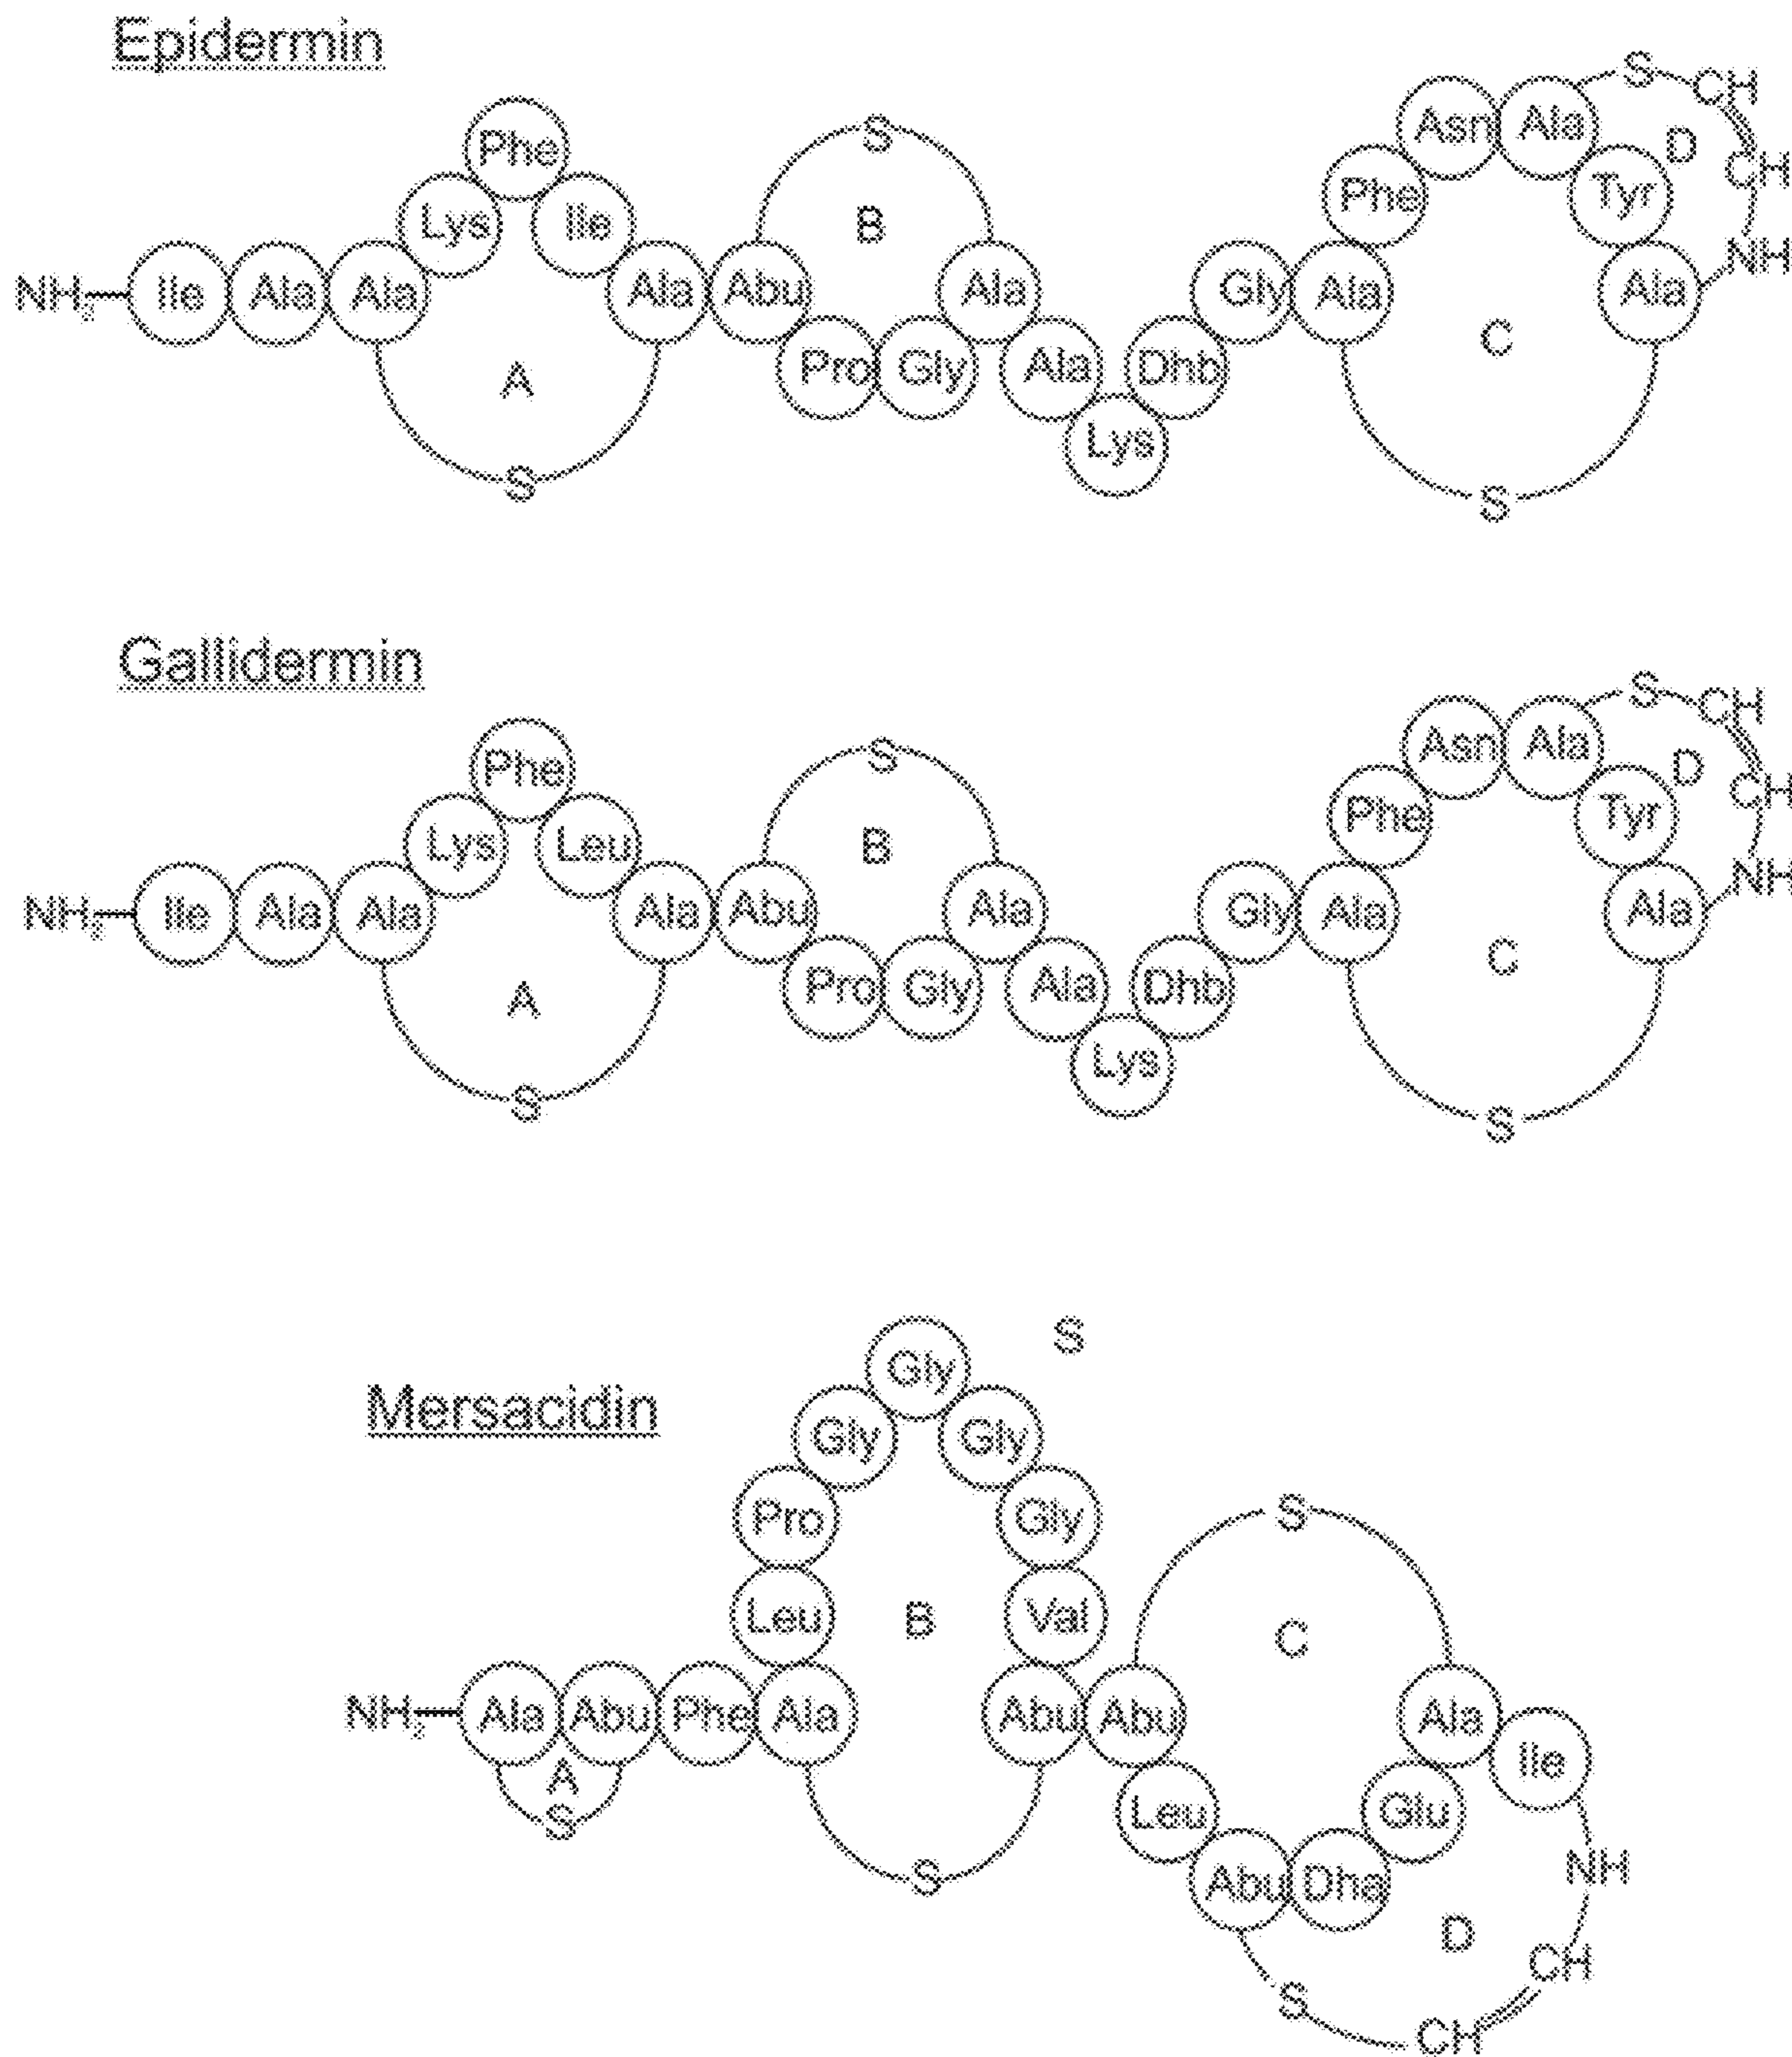 Epidermin
NH2 Ile Ala Ala Lys Phe Ile Ala Abu Pro Gly Ala Ala Lys Dhb Gly Ala Phe Asn Ala Tyr Ala
S CH CH NH
A S
B S
C S
D
Gallidermin
NH2 Ile Ala Ala Lys Phe Leu Ala Abu Pro Gly Ala Ala Lys Dhb Gly Ala Phe Asn Ala Tyr Ala
S CH CH NH
A S
B S
C S
D
Mersacidin
S
NH2 Ala Abu Phe Ala Leu Pro Gly Gly Gly Gly Val Abu Abu Leu Abu Dha Glu Ala Ile
NH CH CH S
A S
B S
C S
D